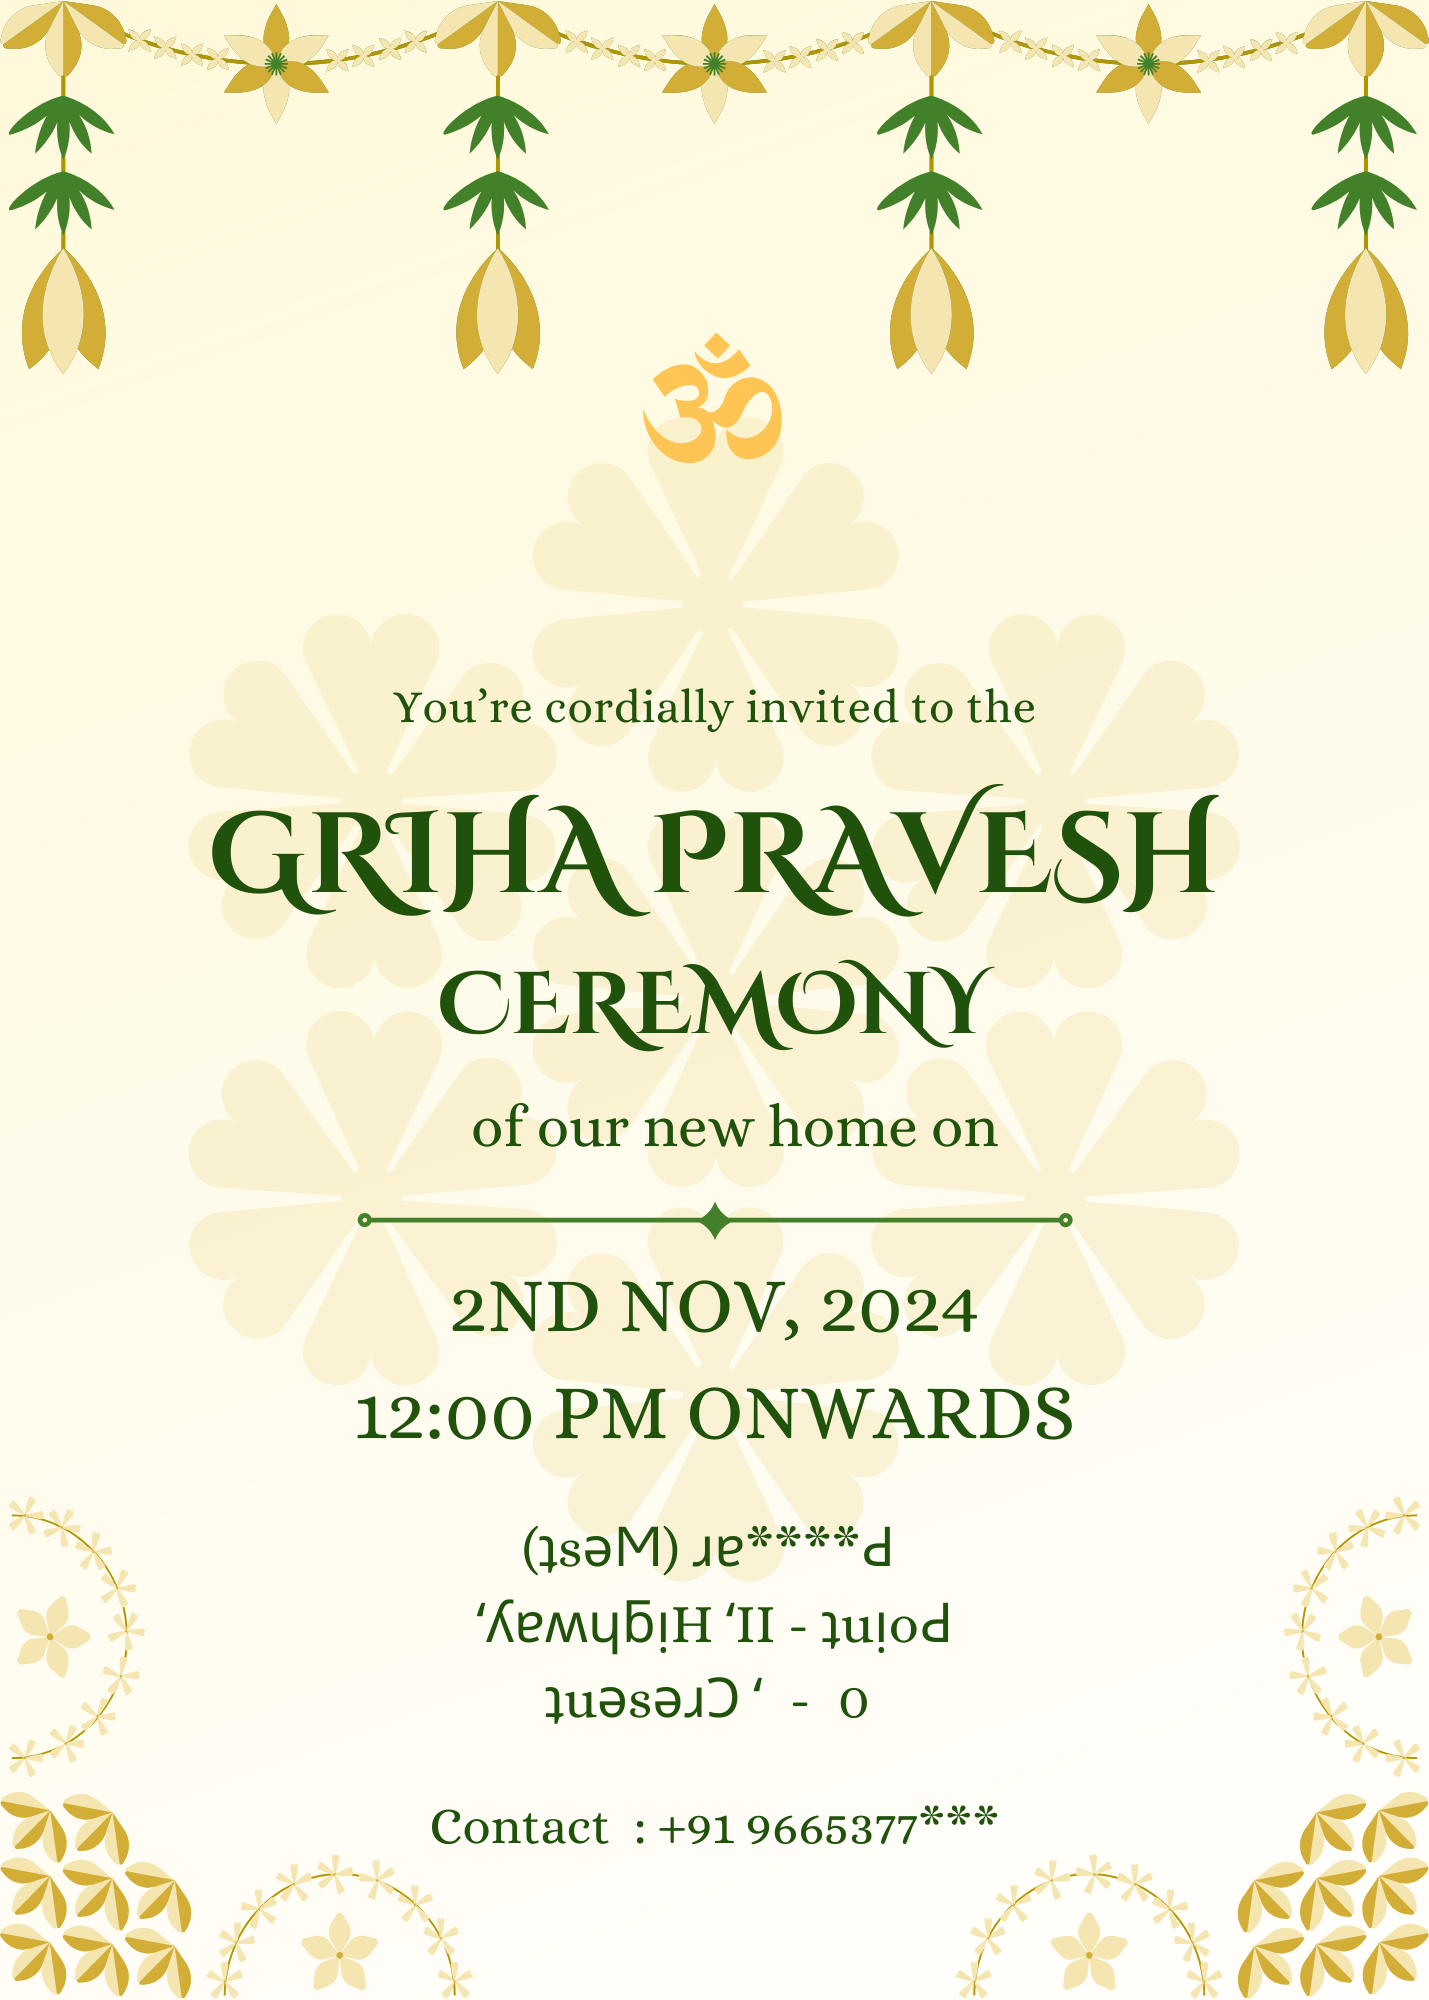 ॐ
You’re cordially invited to the
GRIHA PRAVESH
CEREMONY
of our new home on
2ND NOV, 2024
12:00 PM ONWARDS
0 - , Cresent
Point - II, Highway,
P****ar (West)
Contact : +91 9665377***